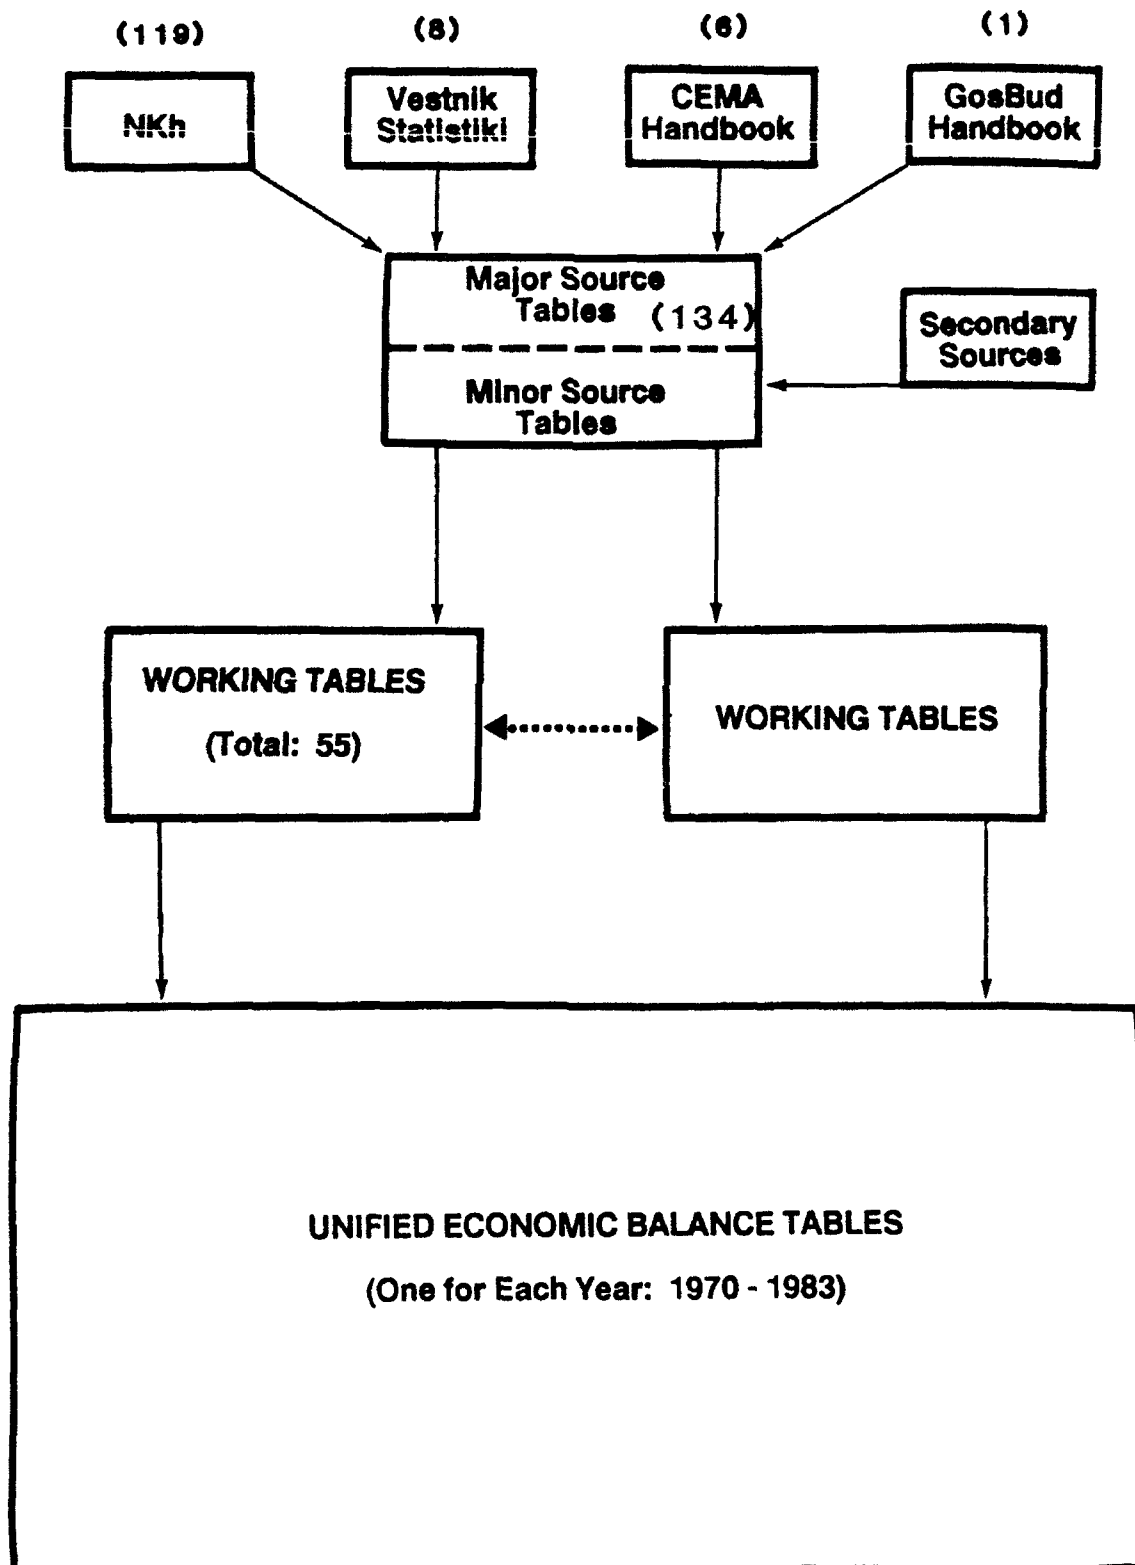 (119)
(8)
(6)
(1)
NKh
Vestnik
Statistiki
CEMA
Handbook
GosBud
Handbook
Major Source
Tables (134)
Minor Source
Tables
Secondary
Sources
WORKING TABLES
(Total: 55)
WORKING TABLES
UNIFIED ECONOMIC BALANCE TABLES
(One for Each Year: 1970 - 1983)